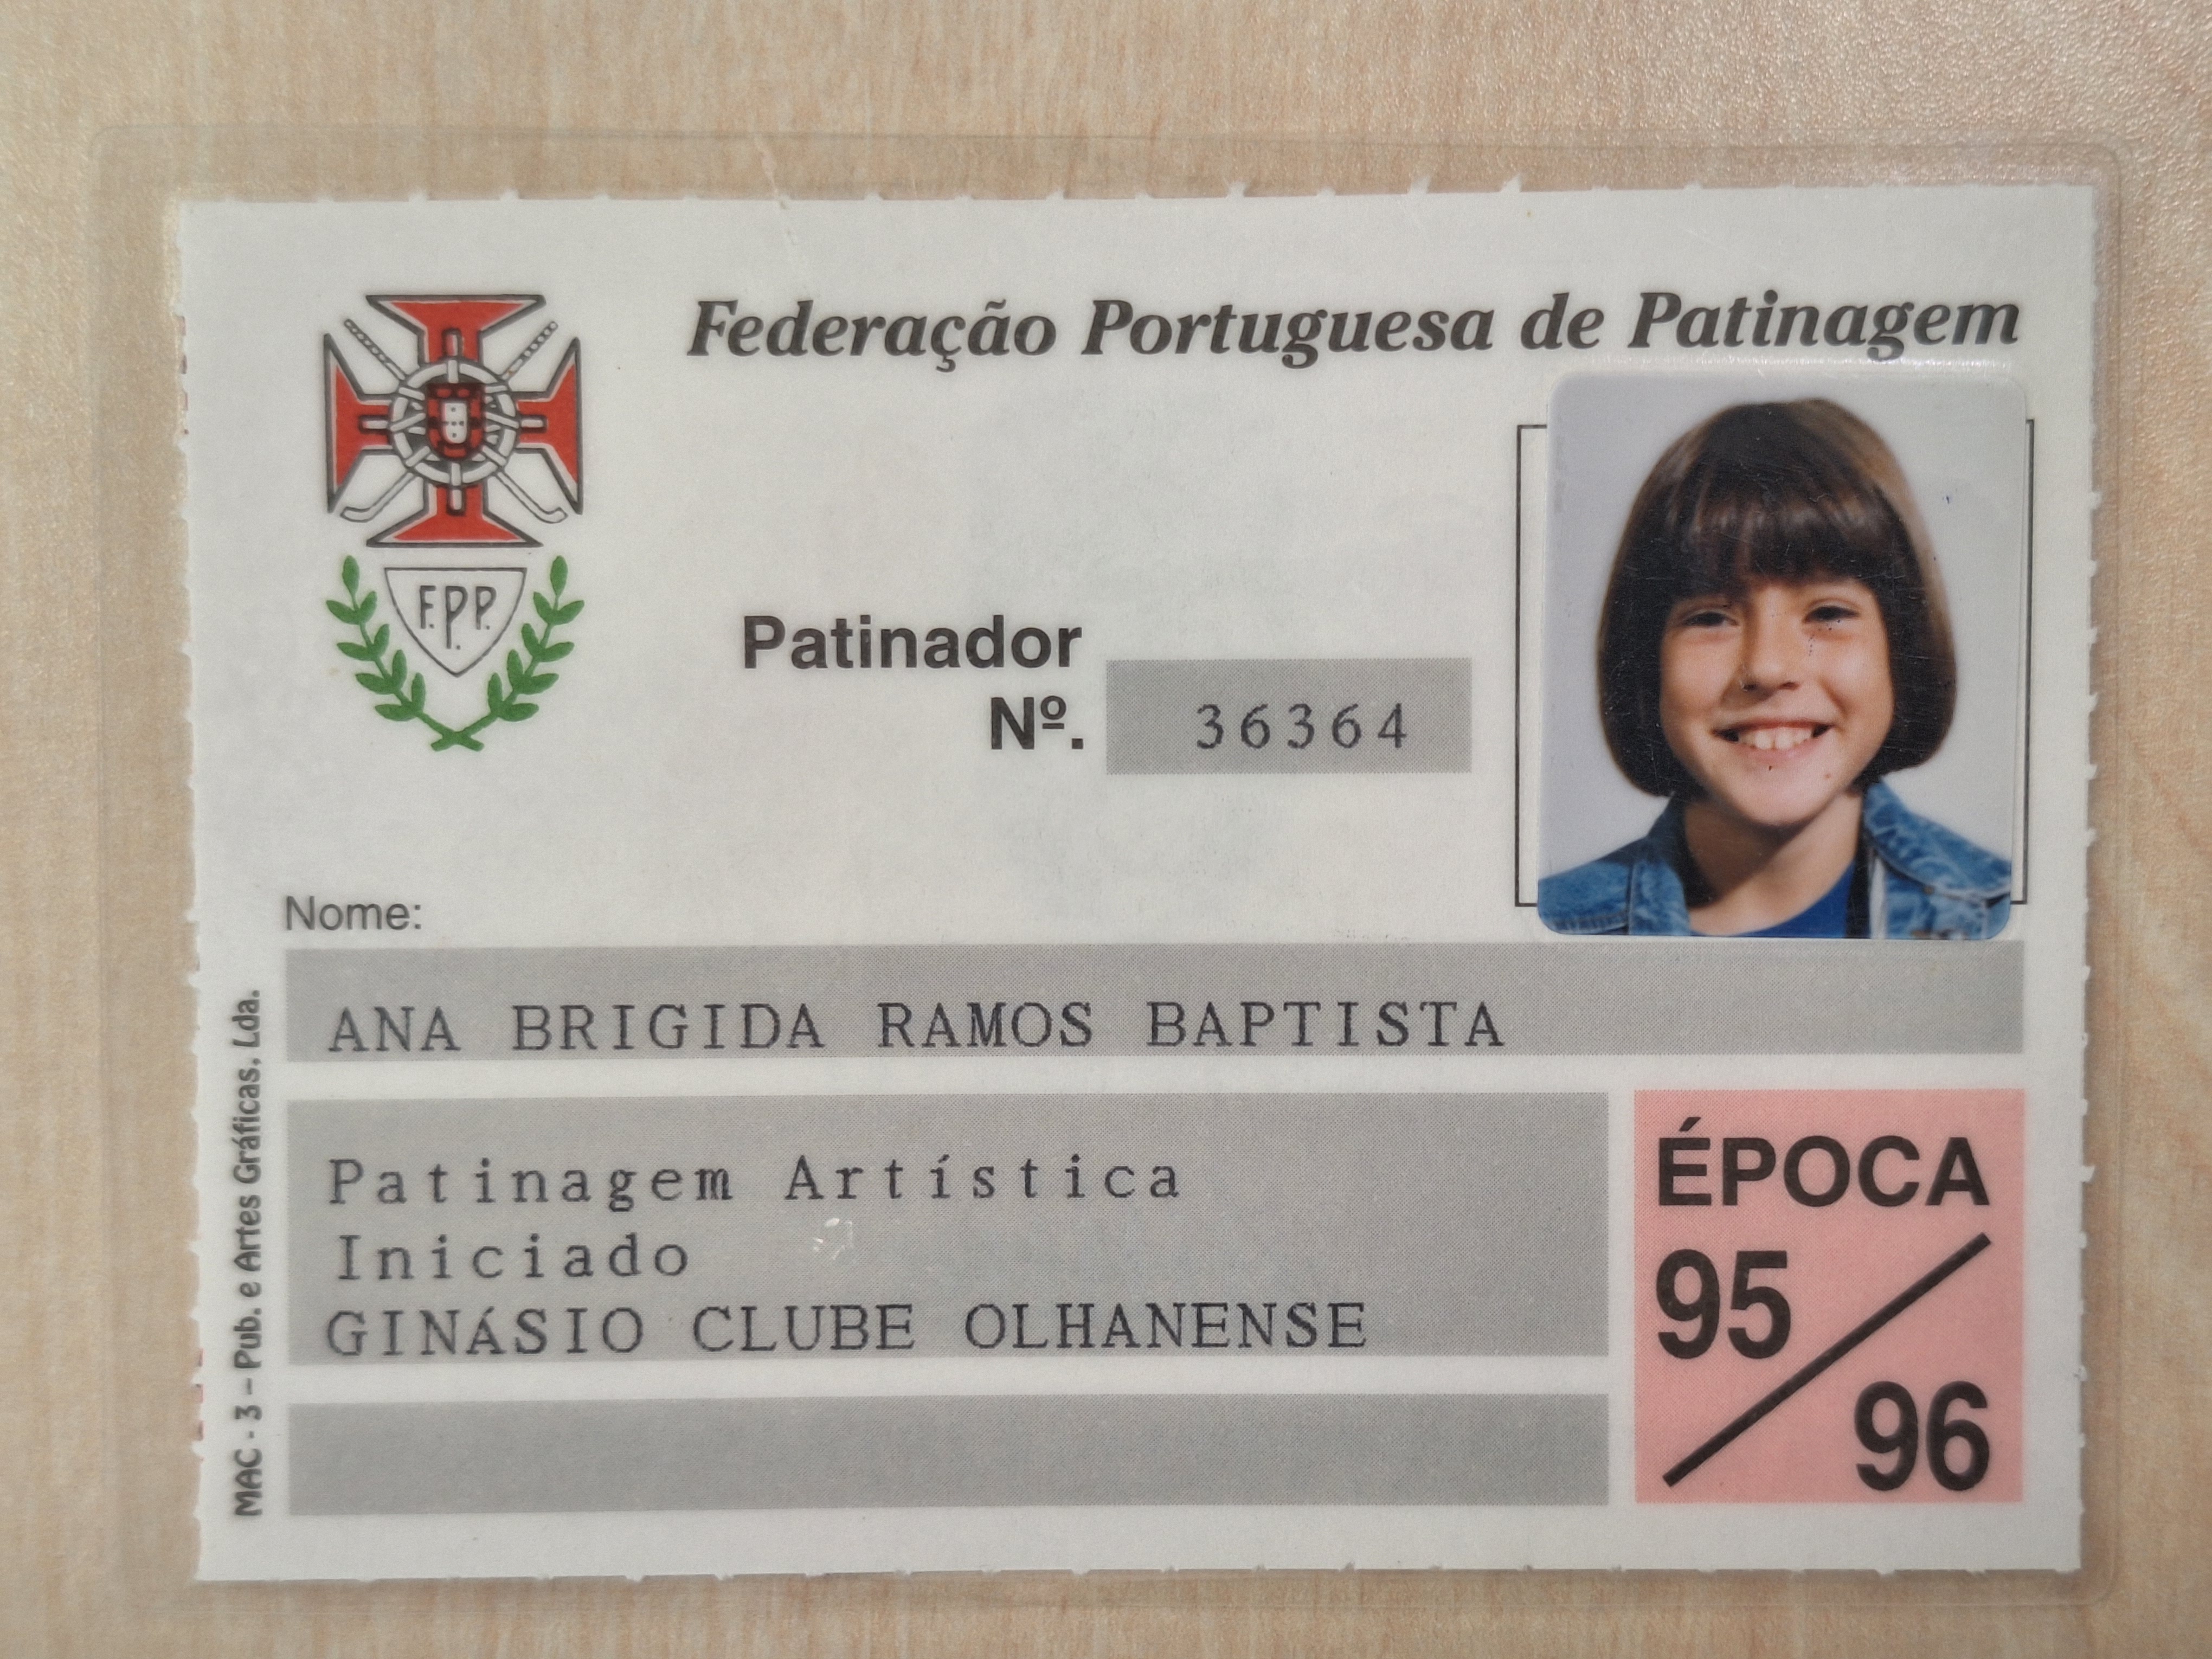 Federação Portuguesa de Patinagem
F.P.P.
Patinador
Nº. 36364
Nome:
ANA BRIGIDA RAMOS BAPTISTA
Patinagem Artística
Iniciado
GINÁSIO CLUBE OLHANENSE
ÉPOCA
95
96
MAC - 3 – Pub. e Artes Gráficas. Lda.